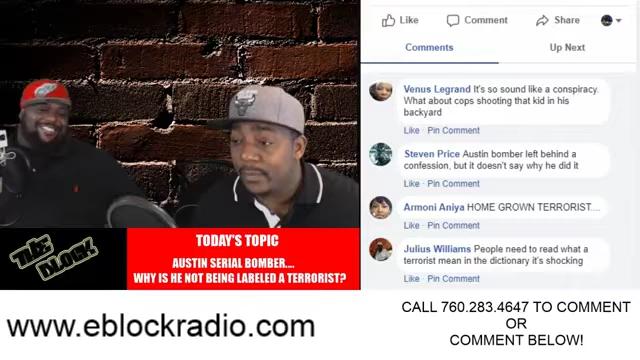 Like Comment Share
Comments Up Next
Venus Legrand It's so sound like a conspiracy.
What about cops shooting that kid in his
backyard
Like · Pin Comment
Steven Price Austin bomber left behind a
confession, but it doesn't say why he did it
Like · Pin Comment
Armoni Aniya HOME GROWN TERRORIST....
Like · Pin Comment
Julius Williams People need to read what a
terrorist mean in the dictionary it's shocking
Like · Pin Comment
THE
BLOCK
TODAY'S TOPIC
AUSTIN SERIAL BOMBER....
WHY IS HE NOT BEING LABELED A TERRORIST?
www.eblockradio.com
CALL 760.283.4647 TO COMMENT
OR
COMMENT BELOW!